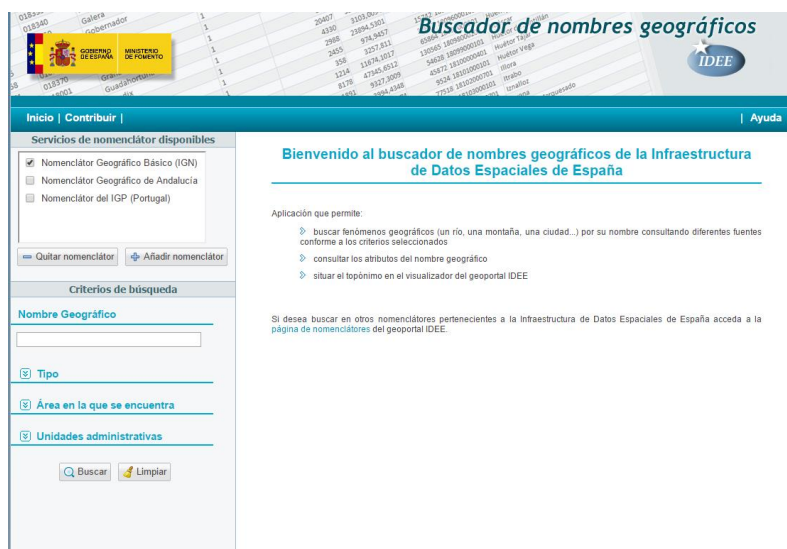 Buscador de nombres geográficos
GOBIERNO DE ESPAÑA
MINISTERIO DE FOMENTO
IDEE
Inicio | Contribuir |
| Ayuda
Servicios de nomenclátor disponibles
Nomenclátor Geográfico Básico (IGN)
Nomenclátor Geográfico de Andalucía
Nomenclátor del IGP (Portugal)
Quitar nomenclátor
Añadir nomenclátor
Criterios de búsqueda
Nombre Geográfico
Tipo
Área en la que se encuentra
Unidades administrativas
Buscar
Limpiar
Bienvenido al buscador de nombres geográficos de la Infraestructura
de Datos Espaciales de España
Aplicación que permite:
buscar fenómenos geográficos (un río, una montaña, una ciudad...) por su nombre consultando diferentes fuentes
conforme a los criterios seleccionados
consultar los atributos del nombre geográfico
situar el topónimo en el visualizador del geoportal IDEE
Si desea buscar en otros nomenclátores pertenecientes a la Infraestructura de Datos Espaciales de España acceda a la
página de nomenclátores del geoportal IDEE.